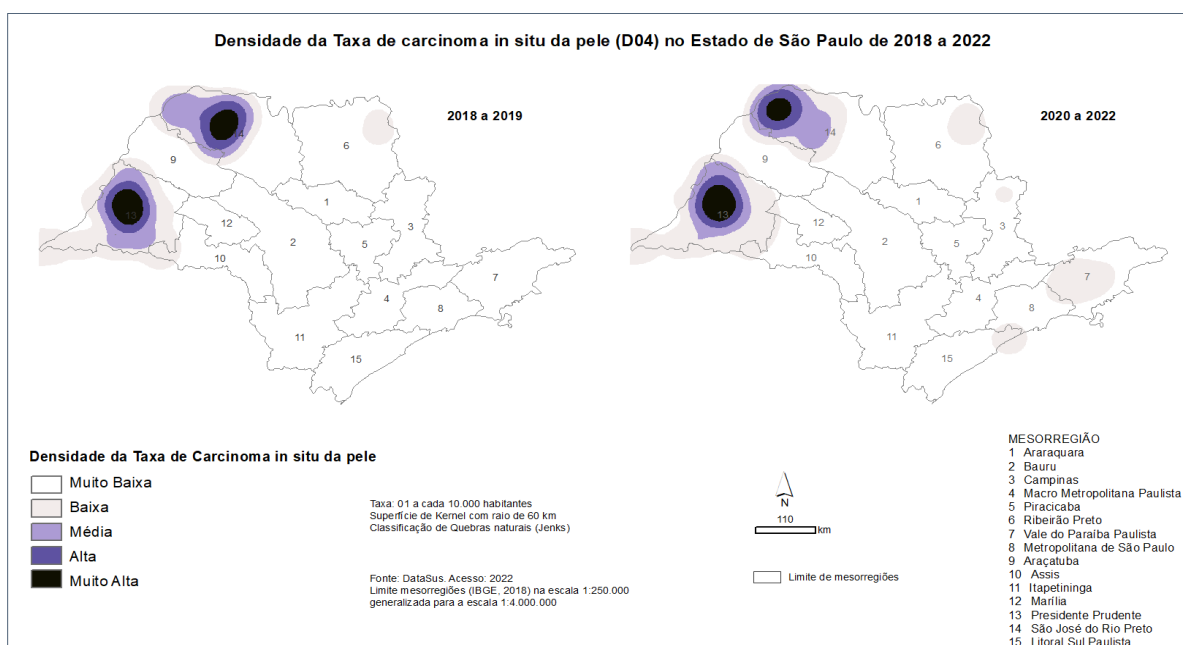 Densidade da Taxa de carcinoma in situ da pele (D04) no Estado de São Paulo de 2018 a 2022
2018 a 2019
4
6
9
13
1
12
2
3
5
10
7
4
8
11
15
2020 a 2022
14
6
9
1
13
12
3
2
5
10
7
4
8
11
15
Densidade da Taxa de Carcinoma in situ da pele
Muito Baixa
Baixa
Média
Alta
Muito Alta
Taxa: 01 a cada 10.000 habitantes
Superfície de Kernel com raio de 60 km
Classificação de Quebras naturais (Jenks)
Fonte: DataSus. Acesso: 2022
Limite mesorregiões (IBGE, 2018) na escala 1:250.000
generalizada para a escala 1:4.000.000
N
110
km
Limite de mesorregiões
MESORREGIÃO
1 Araraquara
2 Bauru
3 Campinas
4 Macro Metropolitana Paulista
5 Piracicaba
6 Ribeirão Preto
7 Vale do Paraíba Paulista
8 Metropolitana de São Paulo
9 Araçatuba
10 Assis
11 Itapetininga
12 Marília
13 Presidente Prudente
14 São José do Rio Preto
15 Litoral Sul Paulista